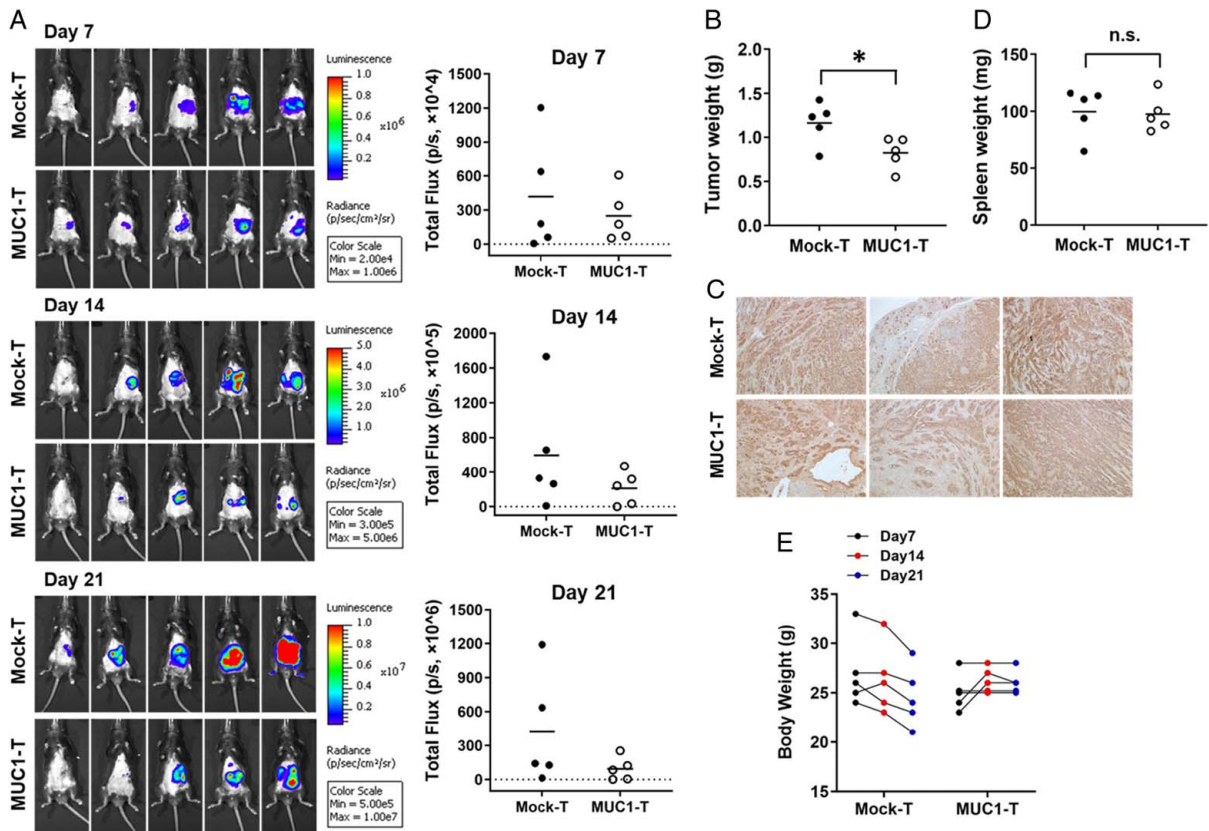 A
Day 7
Mock-T
MUC1-T
Luminescence
1.0
0.8
0.6
0.4
0.2
×10⁶
Radiance
(p/sec/cm²/sr)
Color Scale
Min = 2.00e4
Max = 1.00e6
Day 7
Total Flux (p/s, ×10^4)
1500
1200
900
600
300
0
Mock-T MUC1-T
Day 14
Mock-T
MUC1-T
Luminescence
5.0
4.0
3.0
2.0
1.0
×10⁶
Radiance
(p/sec/cm²/sr)
Color Scale
Min = 3.00e5
Max = 5.00e6
Day 14
Total Flux (p/s, ×10^5)
2000
1600
1200
800
400
0
Mock-T MUC1-T
Day 21
Mock-T
MUC1-T
Luminescence
1.0
0.8
0.6
0.4
0.2
×10⁷
Radiance
(p/sec/cm²/sr)
Color Scale
Min = 5.00e5
Max = 1.00e7
Day 21
Total Flux (p/s, ×10^6)
1500
1200
900
600
300
0
Mock-T MUC1-T
B
Tumor weight (g)
2.0
1.5
1.0
0.5
0.0
*
Mock-T MUC1-T
D
n.s.
Spleen weight (mg)
150
100
50
0
Mock-T MUC1-T
C
Mock-T
MUC1-T
E
Day7
Day14
Day21
Body Weight (g)
35
30
25
20
15
Mock-T MUC1-T